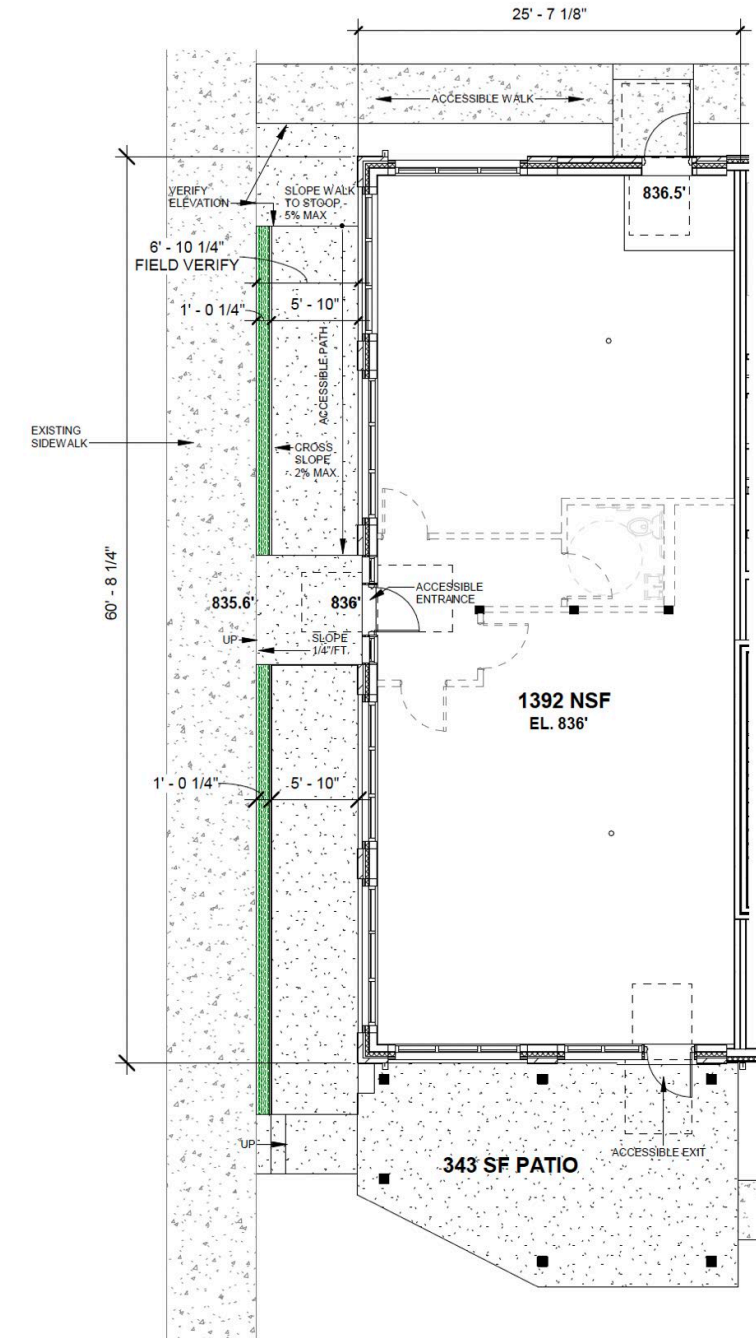 25' - 7 1/8"
ACCESSIBLE WALK
VERIFY
ELEVATION
SLOPE WALK
TO STOOP,
5% MAX
836.5'
6' - 10 1/4"
FIELD VERIFY
1' - 0 1/4"
5' - 10"
ACCESSIBLE PATH
EXISTING
SIDEWALK
CROSS
SLOPE
2% MAX.
60' - 8 1/4"
835.6'
836'
ACCESSIBLE
ENTRANCE
UP
SLOPE
1/4"/FT.
1392 NSF
EL. 836'
1' - 0 1/4"
5' - 10"
UP
343 SF PATIO
ACCESSIBLE EXIT